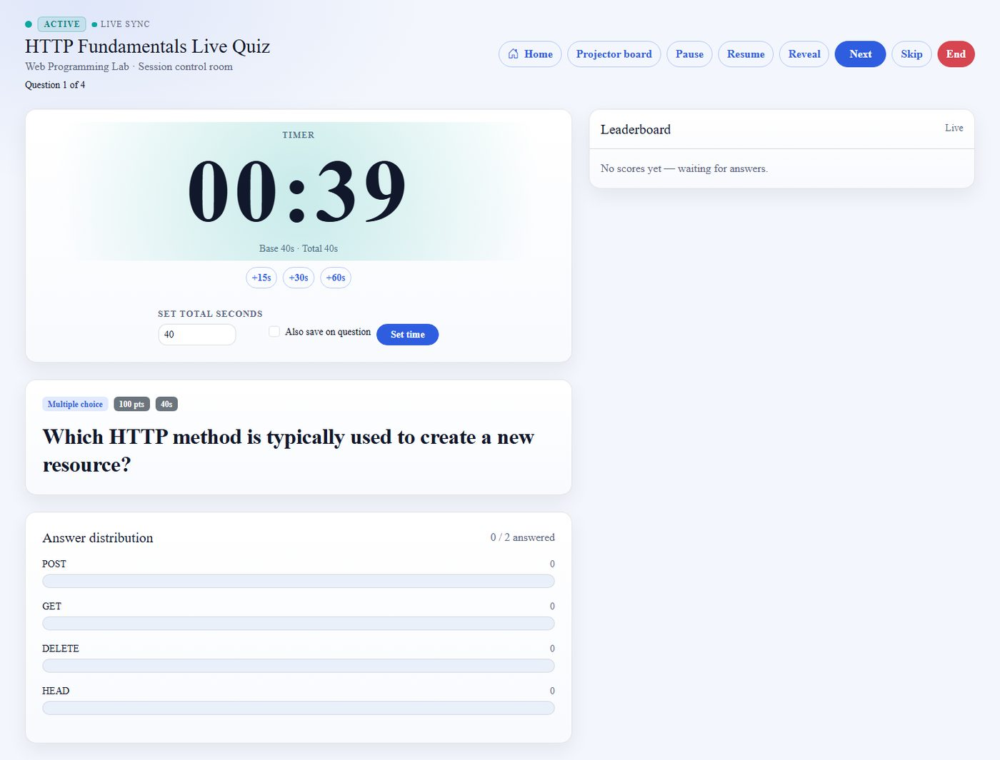 ACTIVE LIVE SYNC
HTTP Fundamentals Live Quiz
Web Programming Lab · Session control room
Question 1 of 4
Home Projector board Pause Resume Reveal Next Skip End
TIMER
00:39
Base 40s · Total 40s
+15s +30s +60s
SET TOTAL SECONDS
40 Also save on question Set time
Multiple choice 100 pts 40s
Which HTTP method is typically used to create a new
resource?
Answer distribution 0 / 2 answered
POST 0
GET 0
DELETE 0
HEAD 0
Leaderboard Live
No scores yet — waiting for answers.